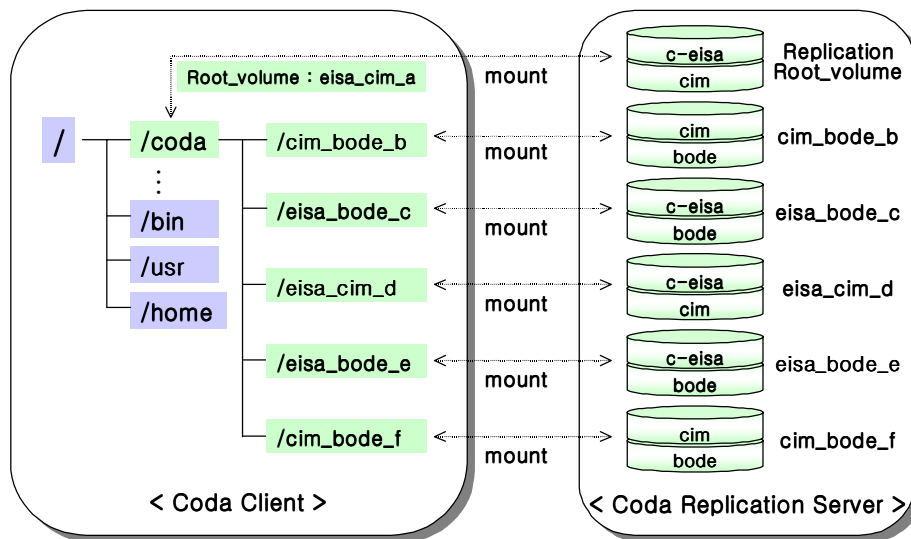 Root_volume : eisa_cim_a
mount
c-eisa
cim
Replication
Root_volume
/
/coda
/cim_bode_b
mount
cim
bode
cim_bode_b
⋮
/bin
/eisa_bode_c
mount
c-eisa
bode
eisa_bode_c
/usr
/eisa_cim_d
mount
c-eisa
cim
eisa_cim_d
/home
/eisa_bode_e
mount
c-eisa
bode
eisa_bode_e
/cim_bode_f
mount
cim
bode
cim_bode_f
< Coda Client >
< Coda Replication Server >